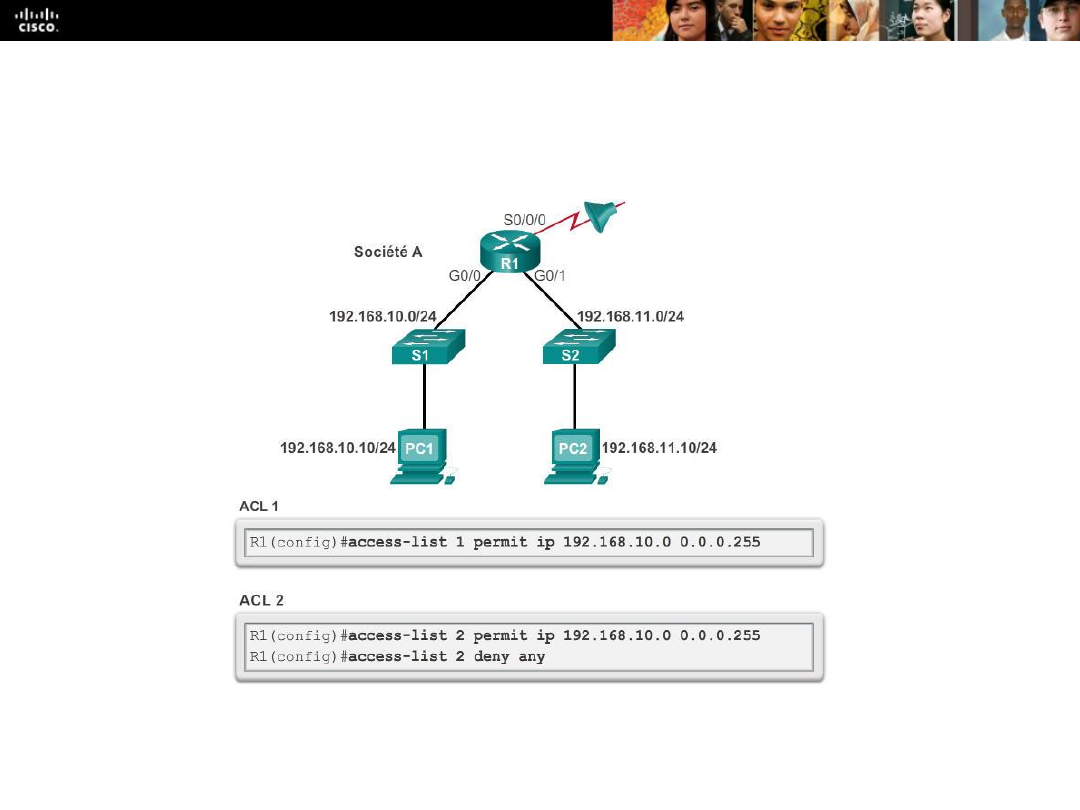 CISCO.
S0/0/0
Société A
R1
G0/0
G0/1
192.168.10.0/24
192.168.11.0/24
S1
S2
192.168.10.10/24
PC1
PC2
192.168.11.10/24
ACL 1
R1(config)#access-list 1 permit ip 192.168.10.0 0.0.0.255
ACL 2
R1(config)#access-list 2 permit ip 192.168.10.0 0.0.0.255
R1(config)#access-list 2 deny any